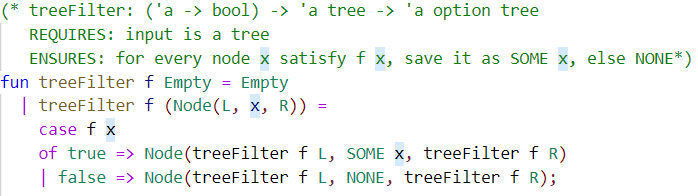 (* treeFilter: ('a -> bool) -> 'a tree -> 'a option tree
REQUIRES: input is a tree
ENSURES: for every node x satisfy f x, save it as SOME x, else NONE*)
fun treeFilter f Empty = Empty
| treeFilter f (Node(L, x, R)) =
case f x
of true => Node(treeFilter f L, SOME x, treeFilter f R)
| false => Node(treeFilter f L, NONE, treeFilter f R);